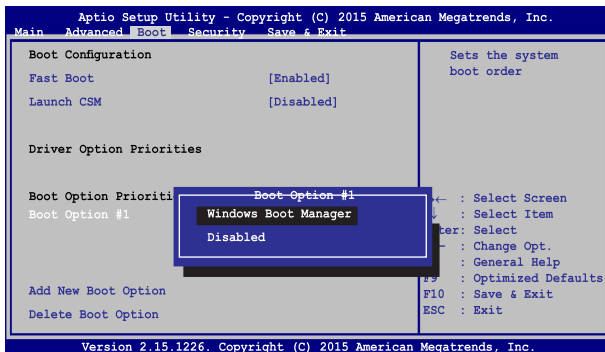 Aptio Setup Utility - Copyright (C) 2015 American Megatrends, Inc.
Main Advanced Boot Security Save & Exit
Boot Configuration
Fast Boot [Enabled]
Launch CSM [Disabled]
Driver Option Priorities
Boot Option Prioriti
Boot Option #1
Boot Option #1
Windows Boot Manager
Disabled
Add New Boot Option
Delete Boot Option
Sets the system
boot order
← : Select Screen
: Select Item
ter: Select
: Change Opt.
: General Help
F9 : Optimized Defaults
F10 : Save & Exit
ESC : Exit
Version 2.15.1226. Copyright (C) 2015 American Megatrends, Inc.